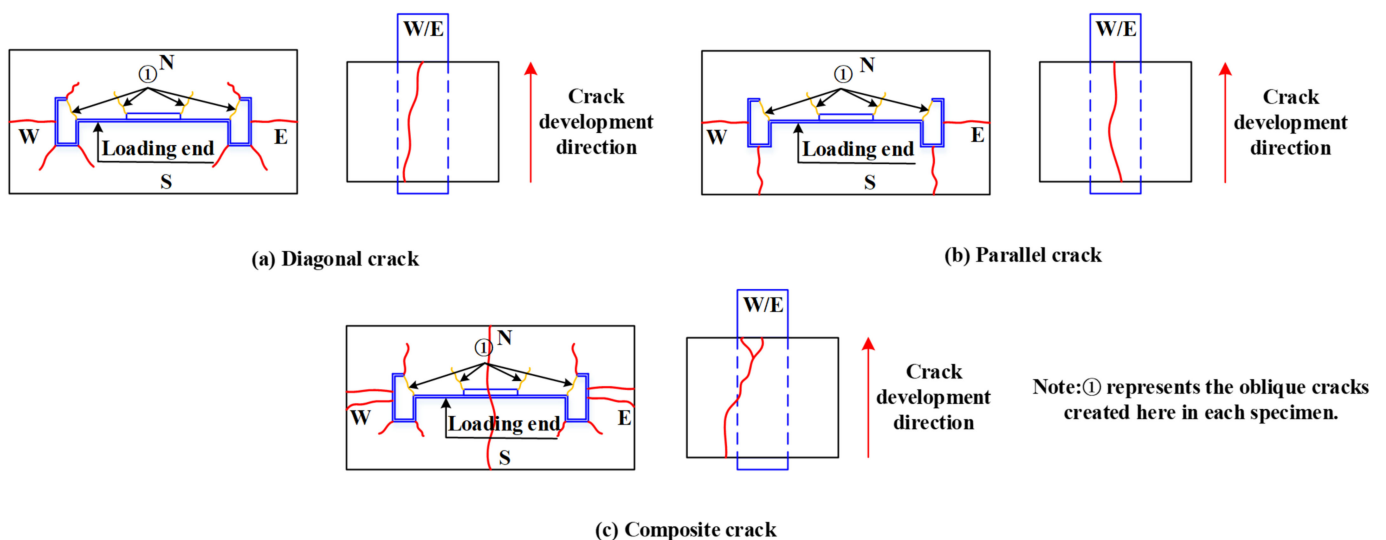 W/E
① N
W
E
Loading end
S
Crack
development
direction
(a) Diagonal crack
W/E
① N
W
E
Loading end
S
Crack
development
direction
(b) Parallel crack
W/E
N
①
W
E
Loading end
S
Crack
development
direction
Note:① represents the oblique cracks
created here in each specimen.
(c) Composite crack